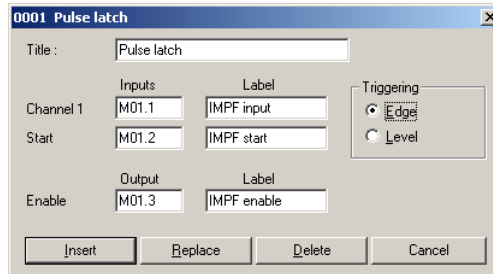 0001 Pulse latch
Title : Pulse latch
Inputs Label
Channel 1 M01.1 IMPF input
Start M01.2 IMPF start
Triggering
Edge
Level
Output Label
Enable M01.3 IMPF enable
Insert Replace Delete Cancel